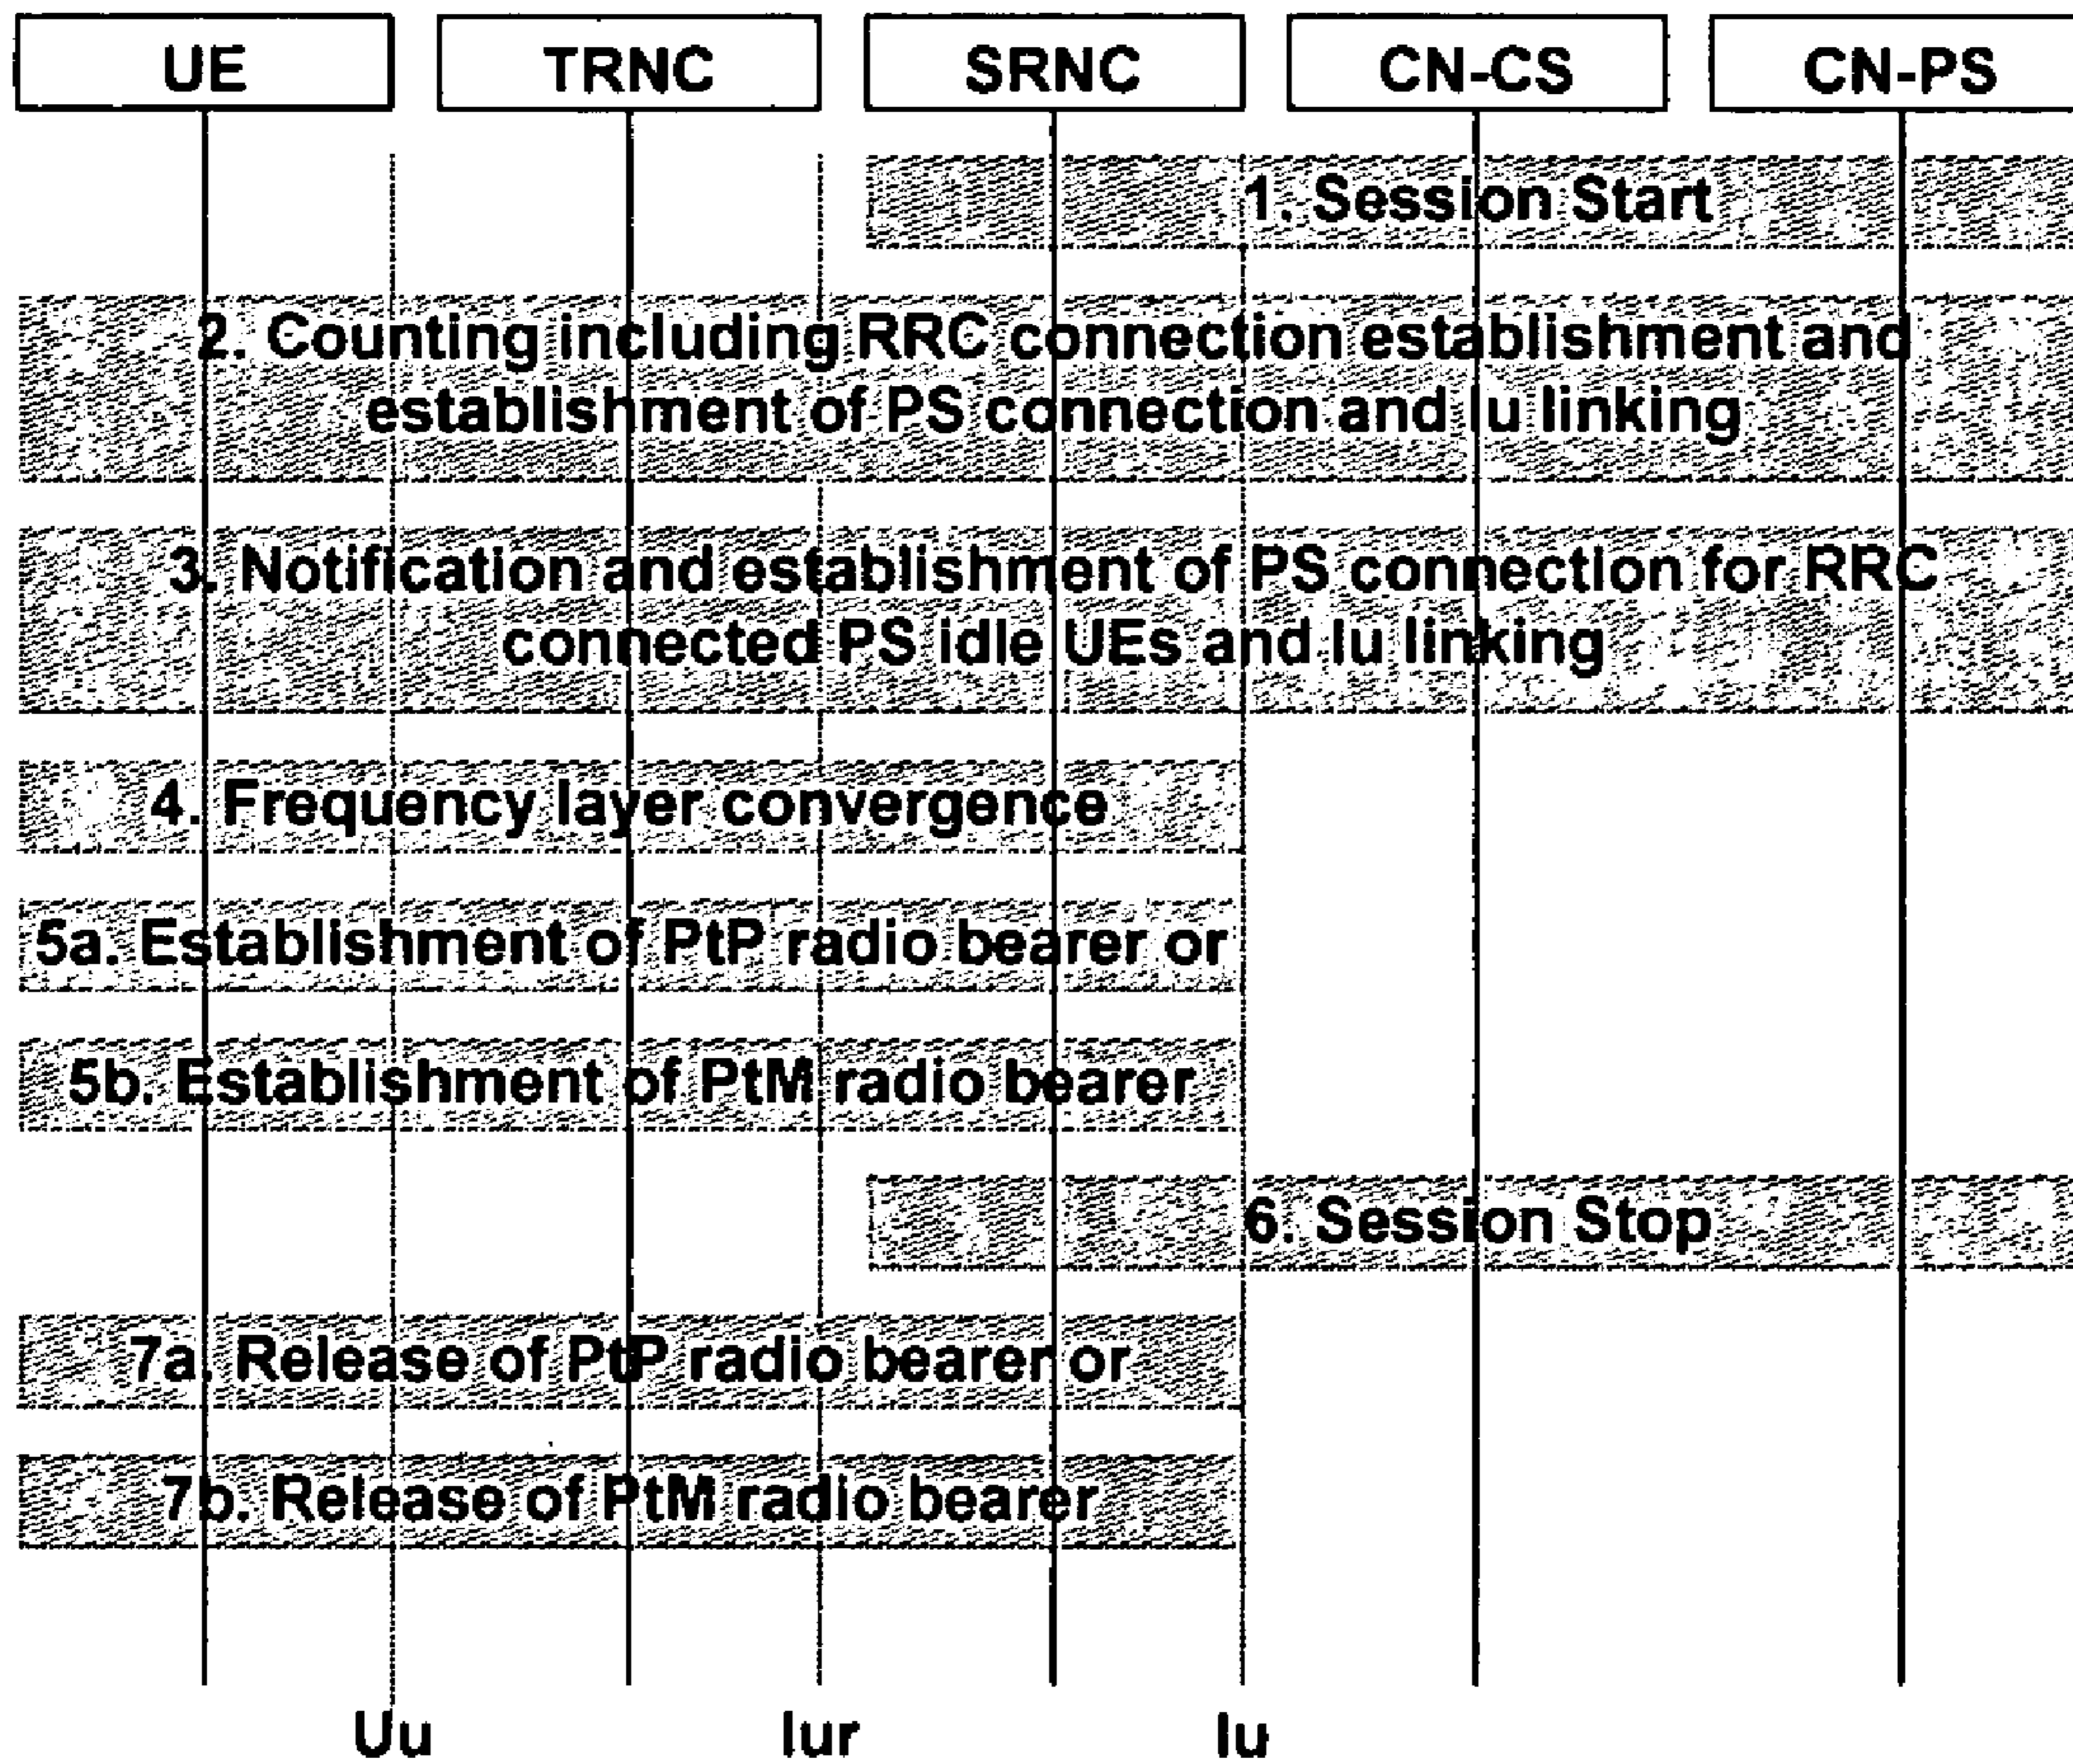 UE TRNC SRNC CN-CS CN-PS
1. Session Start
2. Counting including RRC connection establishment and
establishment of PS connection and Iu linking
3. Notification and establishment of PS connection for RRC
connected PS idle UEs and Iu linking
4. Frequency layer convergence
5a. Establishment of PtP radio bearer or
5b. Establishment of PtM radio bearer
6. Session Stop
7a. Release of PtP radio bearer or
7b. Release of PtM radio bearer
Uu Iur Iu